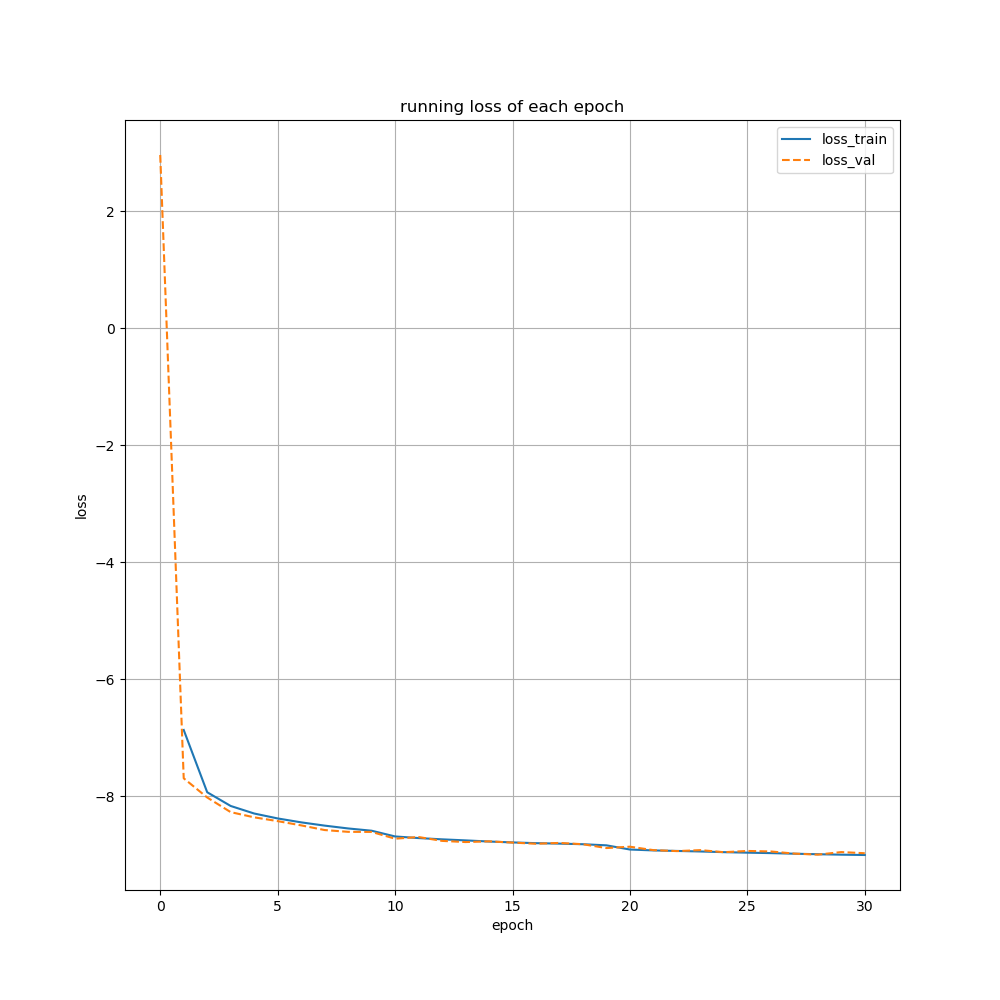 running loss of each epoch
loss_train
loss_val
2
0
−2
−4
−6
−8
loss
0 5 10 15 20 25 30
epoch